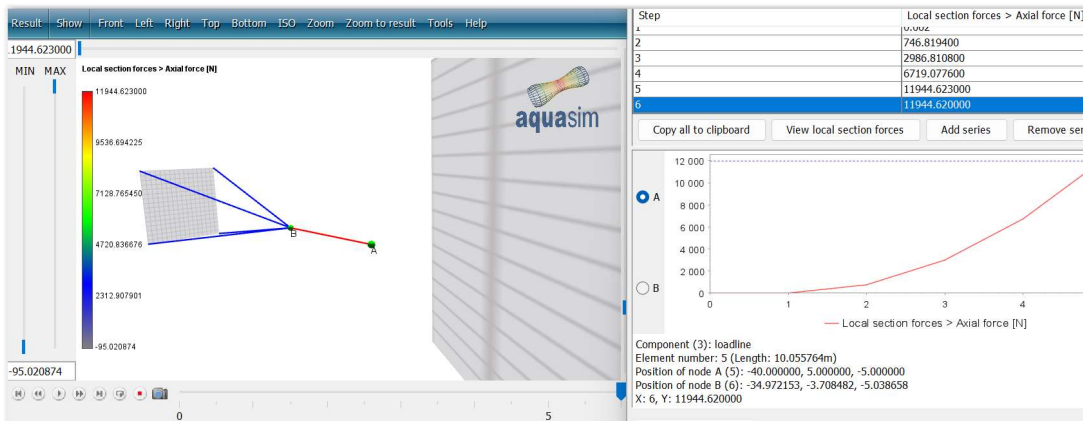 Result Show Front Left Right Top Bottom ISO Zoom Zoom to result Tools Help
.1944.623000
MIN MAX
Local section forces > Axial force [N]
11944.623000
9536.694225
7128.765450
4720.836676
2312.907901
-95.020874
aquasim
B
A
-95.020874
0 5
Step Local section forces > Axial force [N]
1 0.002
2 746.819400
3 2986.810800
4 6719.077600
5 11944.623000
6 11944.620000
Copy all to clipboard View local section forces Add series Remove ser
A
B
12 000
10 000
8 000
6 000
4 000
2 000
0
0 1 2 3 4
Local section forces > Axial force [N]
Component (3): loadline
Element number: 5 (Length: 10.055764m)
Position of node A (5): -40.000000, 5.000000, -5.000000
Position of node B (6): -34.972153, -3.708482, -5.038658
X: 6, Y: 11944.620000